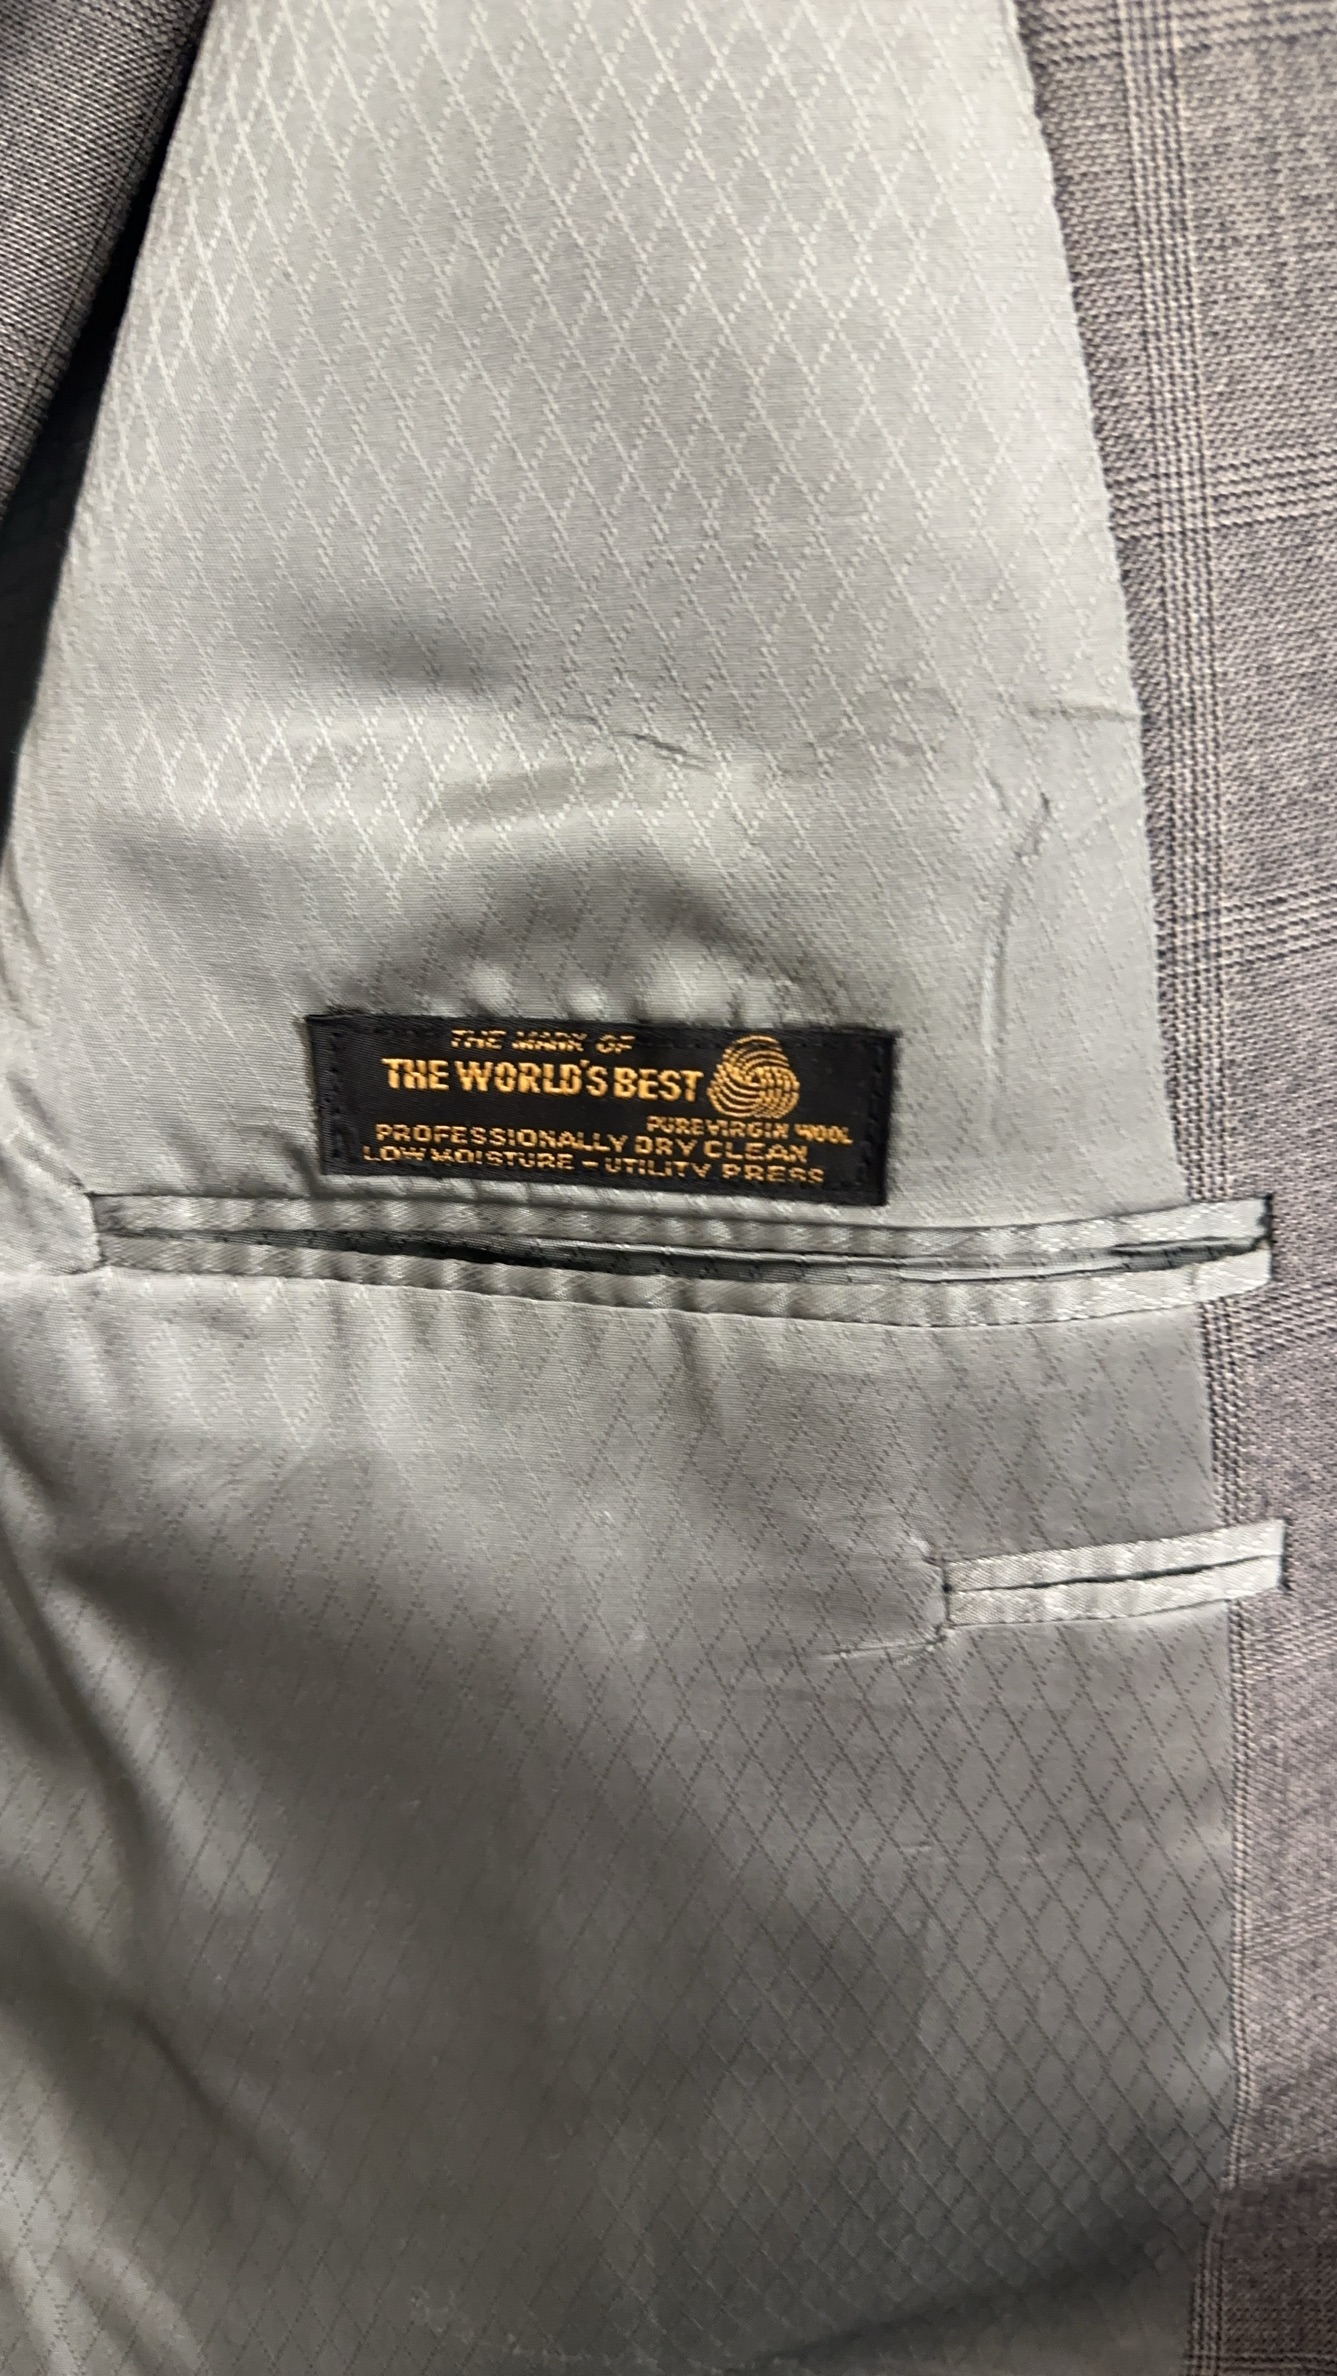 THE MARK OF
THE WORLD'S BEST
PURE VIRGIN WOOL
PROFESSIONALLY DRY CLEAN
LOW MOISTURE - UTILITY PRESS